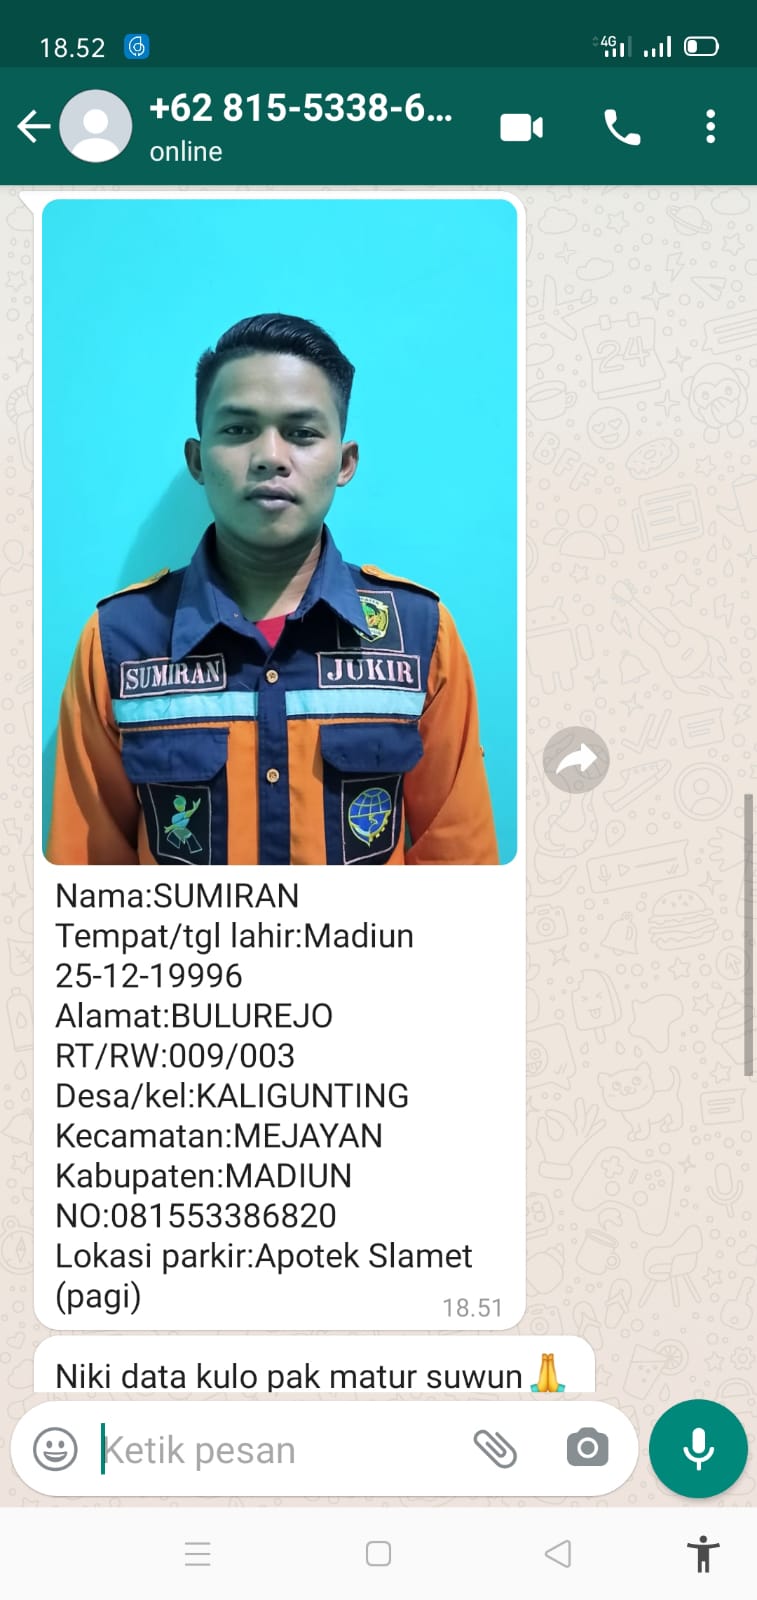 18.52
4G
+62 815-5338-6...
online
SUMIRAN
JUKIR
Nama:SUMIRAN
Tempat/tgl lahir:Madiun
25-12-19996
Alamat:BULUREJO
RT/RW:009/003
Desa/kel:KALIGUNTING
Kecamatan:MEJAYAN
Kabupaten:MADIUN
NO:081553386820
Lokasi parkir:Apotek Slamet
(pagi)
18.51
Niki data kulo pak matur suwun🙏
Ketik pesan